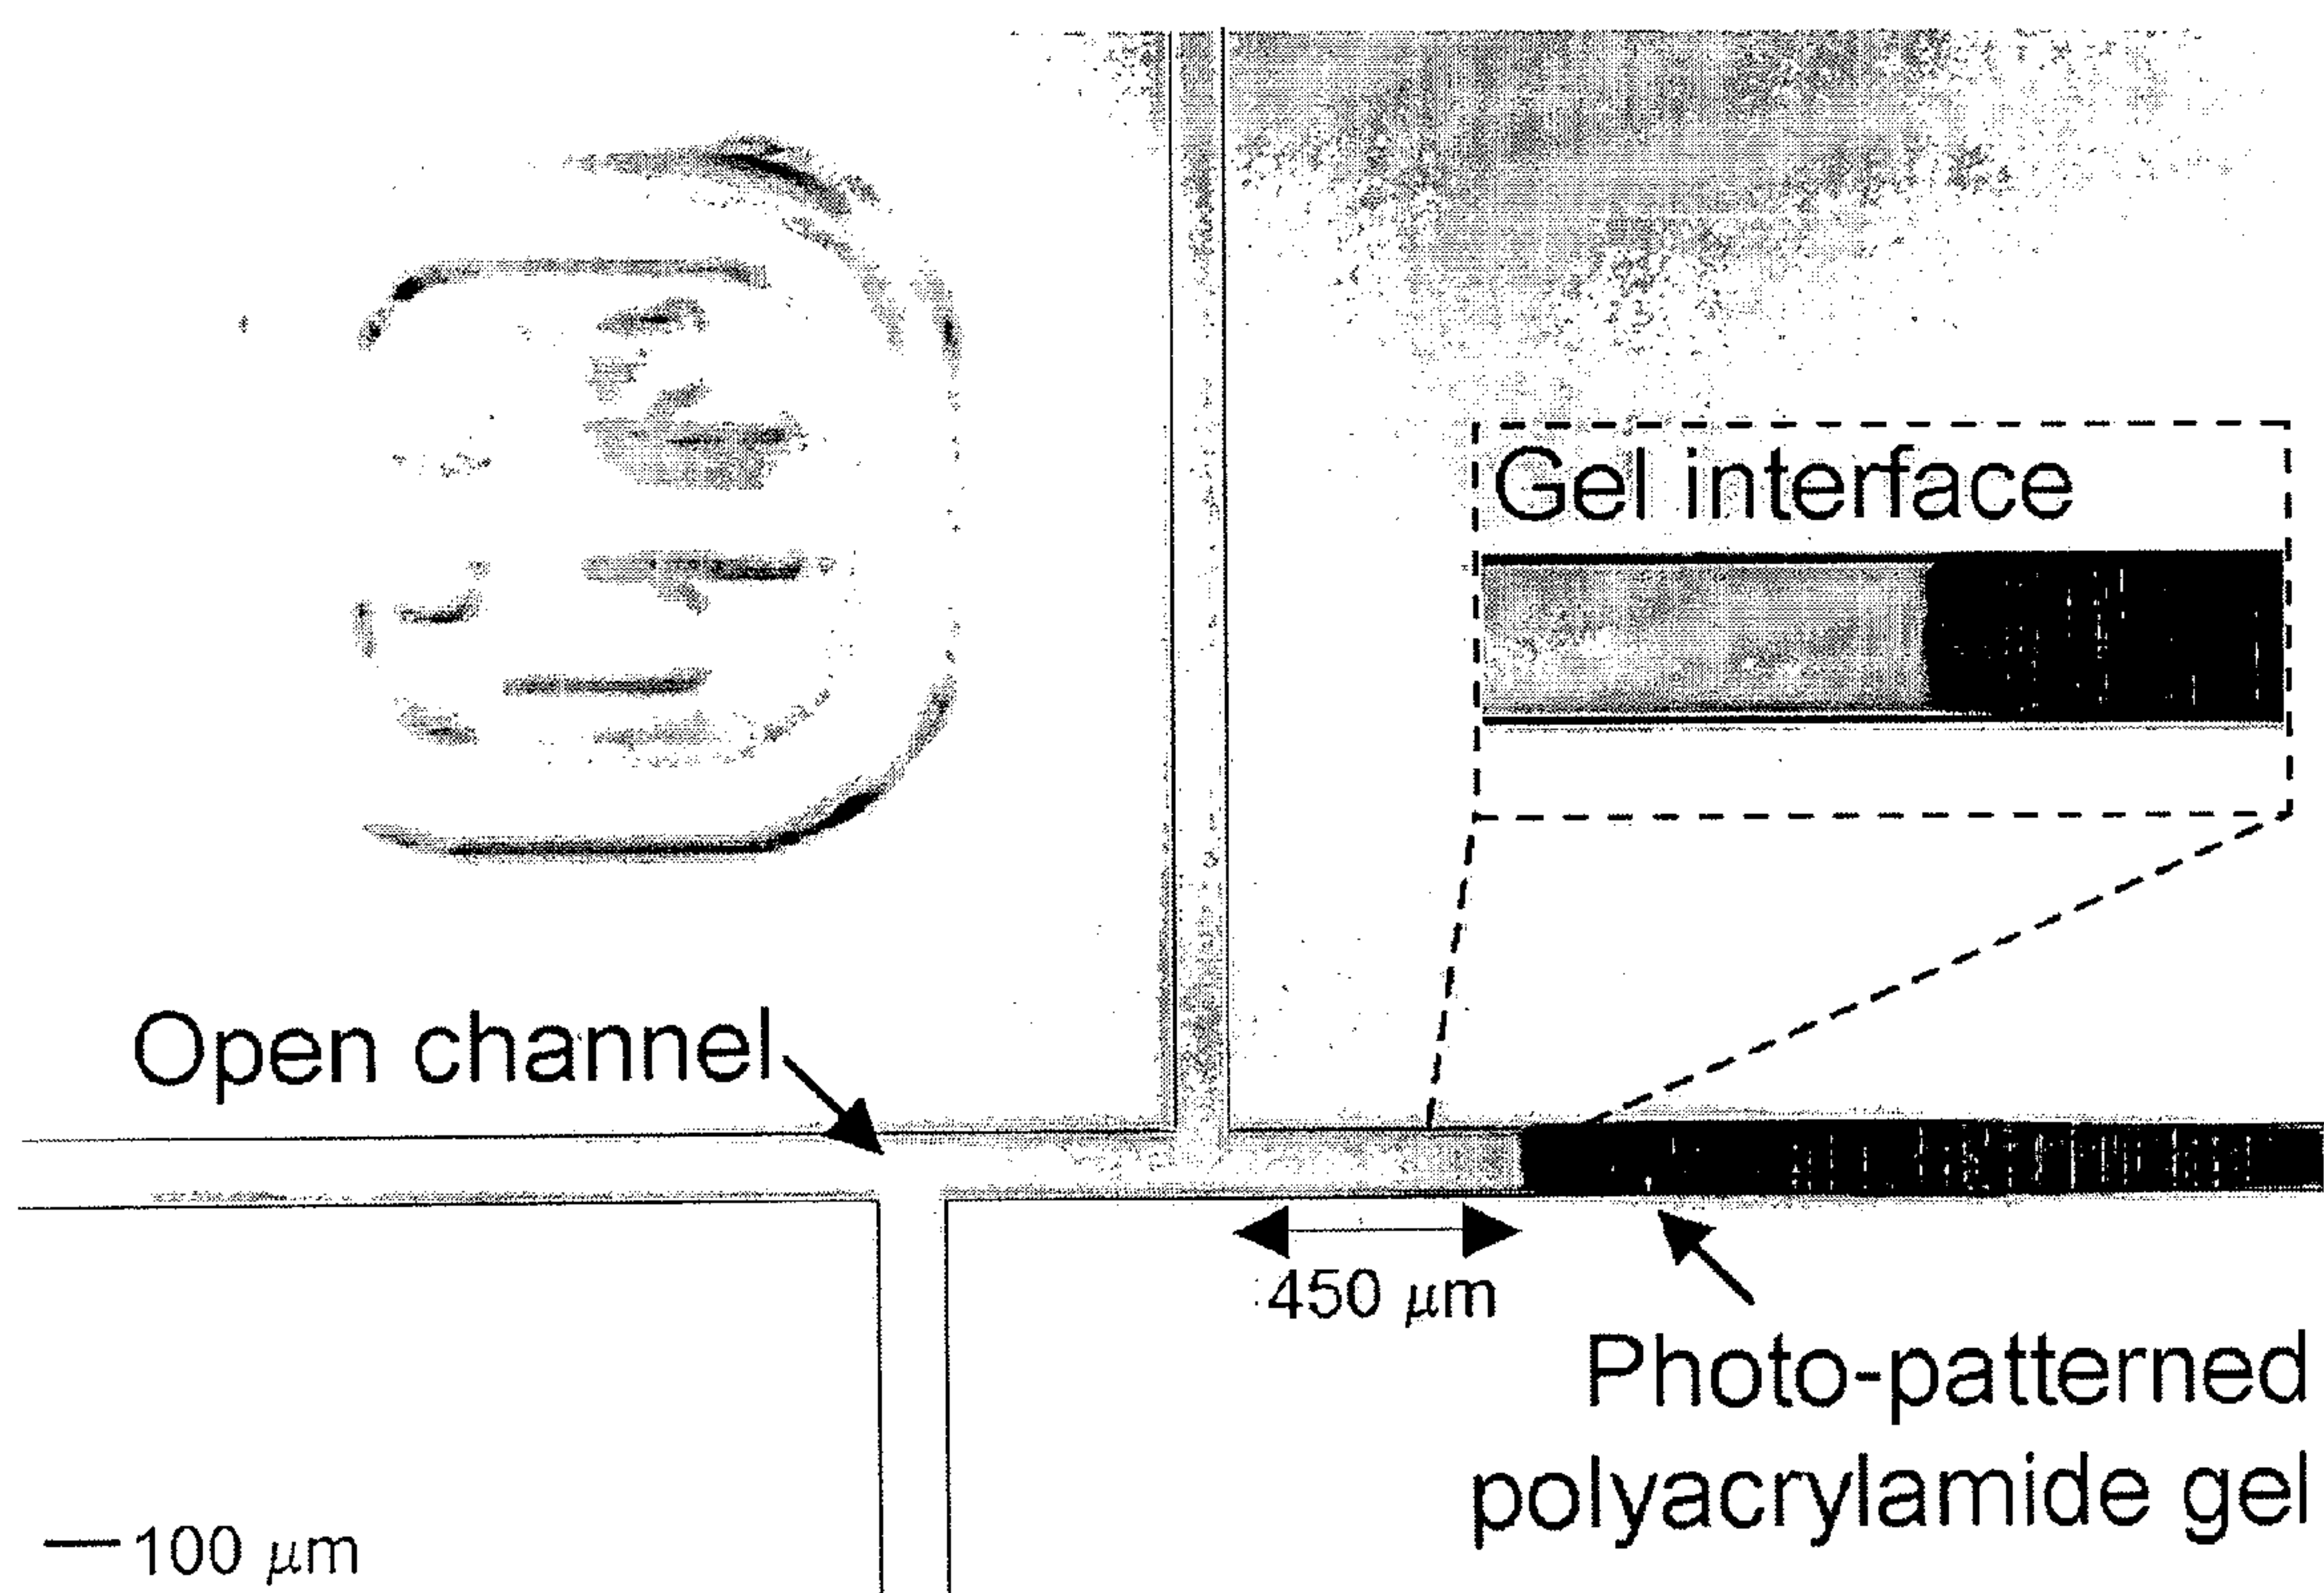 Gel interface
Open channel
450 μm
Photo-patterned
polyacrylamide gel
100 μm